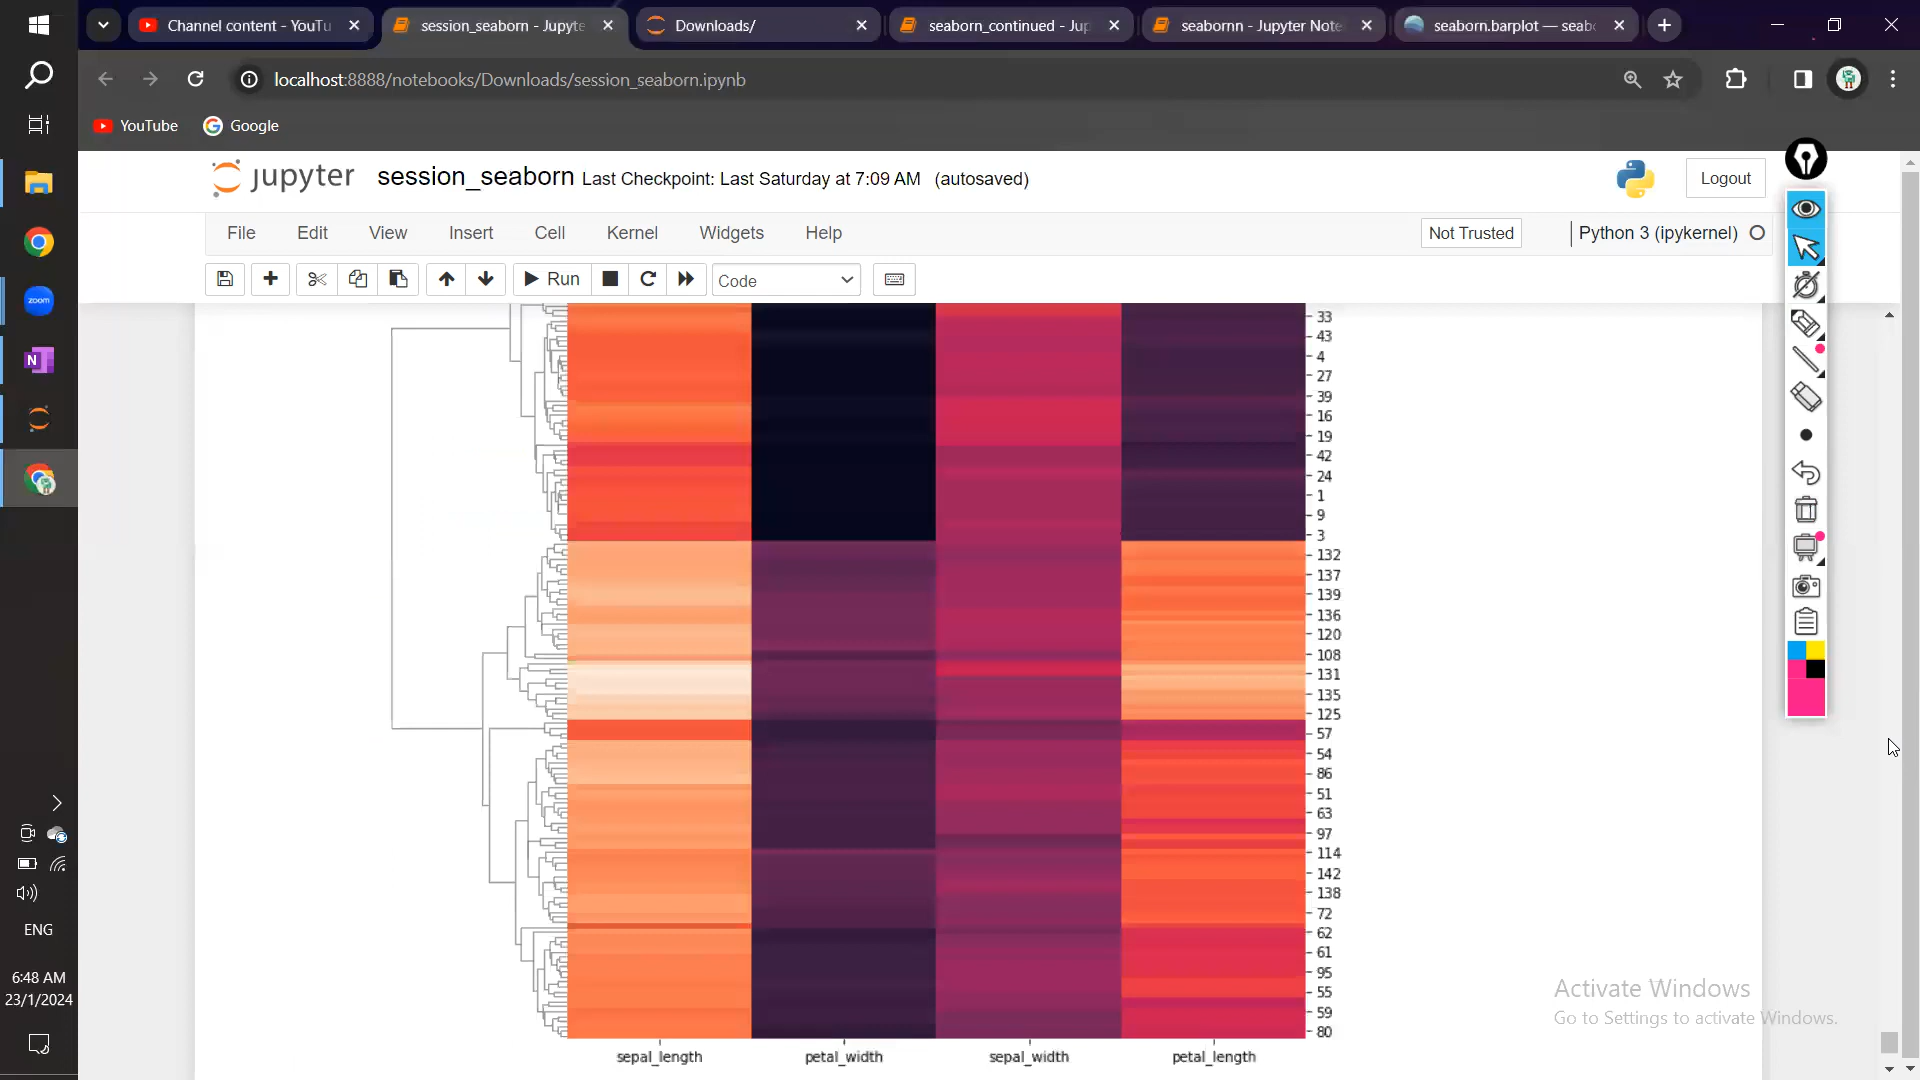 Channel content - YouTu
session_seaborn - Jupyte
Downloads/
seaborn_continued - Jup
seabornn - Jupyter Note
seaborn.barplot — seab
localhost:8888/notebooks/Downloads/session_seaborn.ipynb
YouTube
Google
jupyter
session_seaborn Last Checkpoint: Last Saturday at 7:09 AM (autosaved)
Logout
File
Edit
View
Insert
Cell
Kernel
Widgets
Help
Not Trusted
Python 3 (ipykernel)
Run
Code
zoom
N
33
43
4
27
39
16
19
42
24
1
9
3
132
137
139
136
120
108
131
135
125
57
54
86
51
63
97
114
142
138
72
62
61
95
55
59
80
sepal_length
petal_width
sepal_width
petal_length
ENG
6:48 AM
23/1/2024
Activate Windows
Go to Settings to activate Windows.